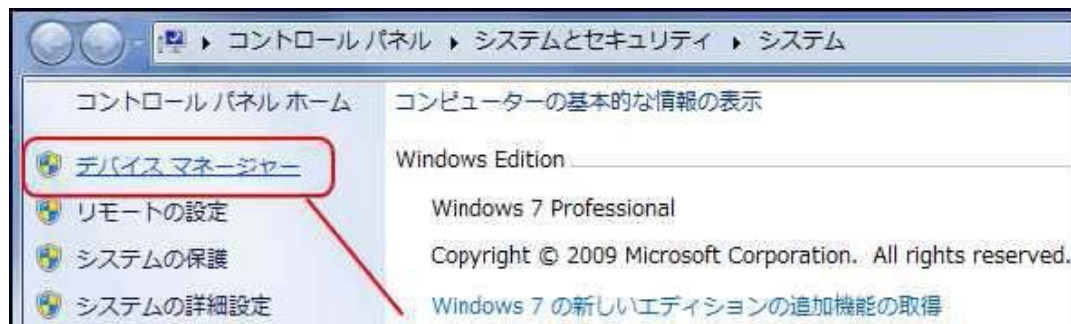 コントロール パネル ▸ システムとセキュリティ ▸ システム
コントロール パネル ホーム
デバイス マネージャー
リモートの設定
システムの保護
システムの詳細設定
コンピューターの基本的な情報の表示
Windows Edition
Windows 7 Professional
Copyright © 2009 Microsoft Corporation. All rights reserved.
Windows 7 の新しいエディションの追加機能の取得